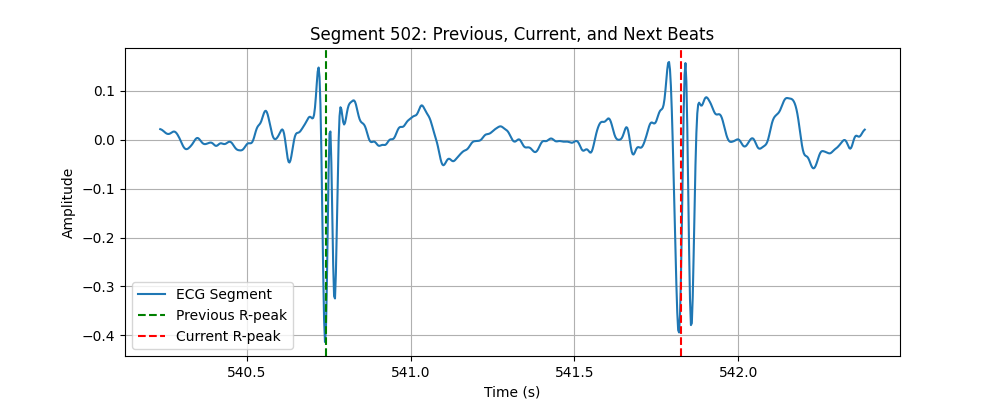 Segment 502: Previous, Current, and Next Beats
Amplitude
0.1
0.0
−0.1
−0.2
−0.3
−0.4
ECG Segment
Previous R-peak
Current R-peak
540.5 541.0 541.5 542.0
Time (s)